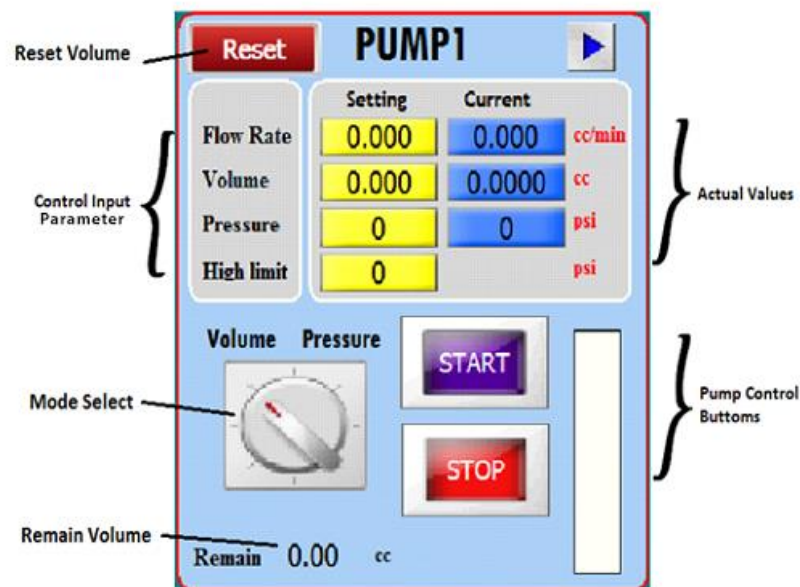 Reset PUMP1
Reset Volume
Setting Current
Flow Rate 0.000 0.000 cc/min
Volume 0.000 0.0000 cc
Control Input
Parameter
Actual Values
Pressure 0 0 psi
High limit 0 psi
Volume Pressure
START
Mode Select
Pump Control
Buttoms
STOP
Remain Volume
Remain 0.00 cc